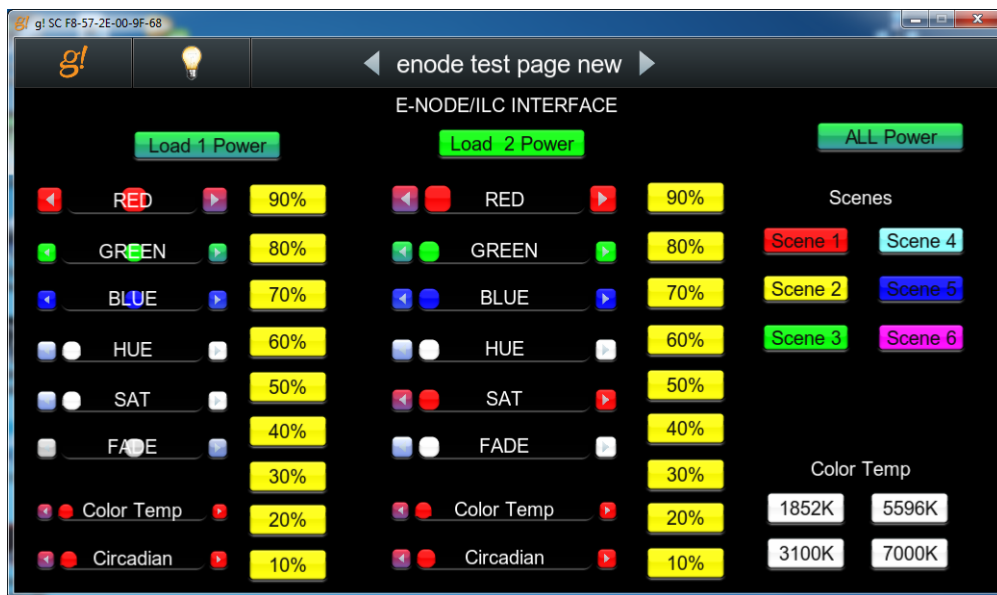 g! g! SC F8-57-2E-00-9F-68
g!
enode test page new
E-NODE/ILC INTERFACE
Load 1 Power
Load 2 Power
ALL Power
RED
90%
RED
90%
Scenes
GREEN
80%
GREEN
80%
Scene 1
Scene 4
BLUE
70%
BLUE
70%
Scene 2
Scene 5
HUE
60%
HUE
60%
Scene 3
Scene 6
SAT
50%
SAT
50%
FADE
40%
FADE
40%
30%
30%
Color Temp
Color Temp
20%
Color Temp
20%
1852K
5596K
Circadian
10%
Circadian
10%
3100K
7000K